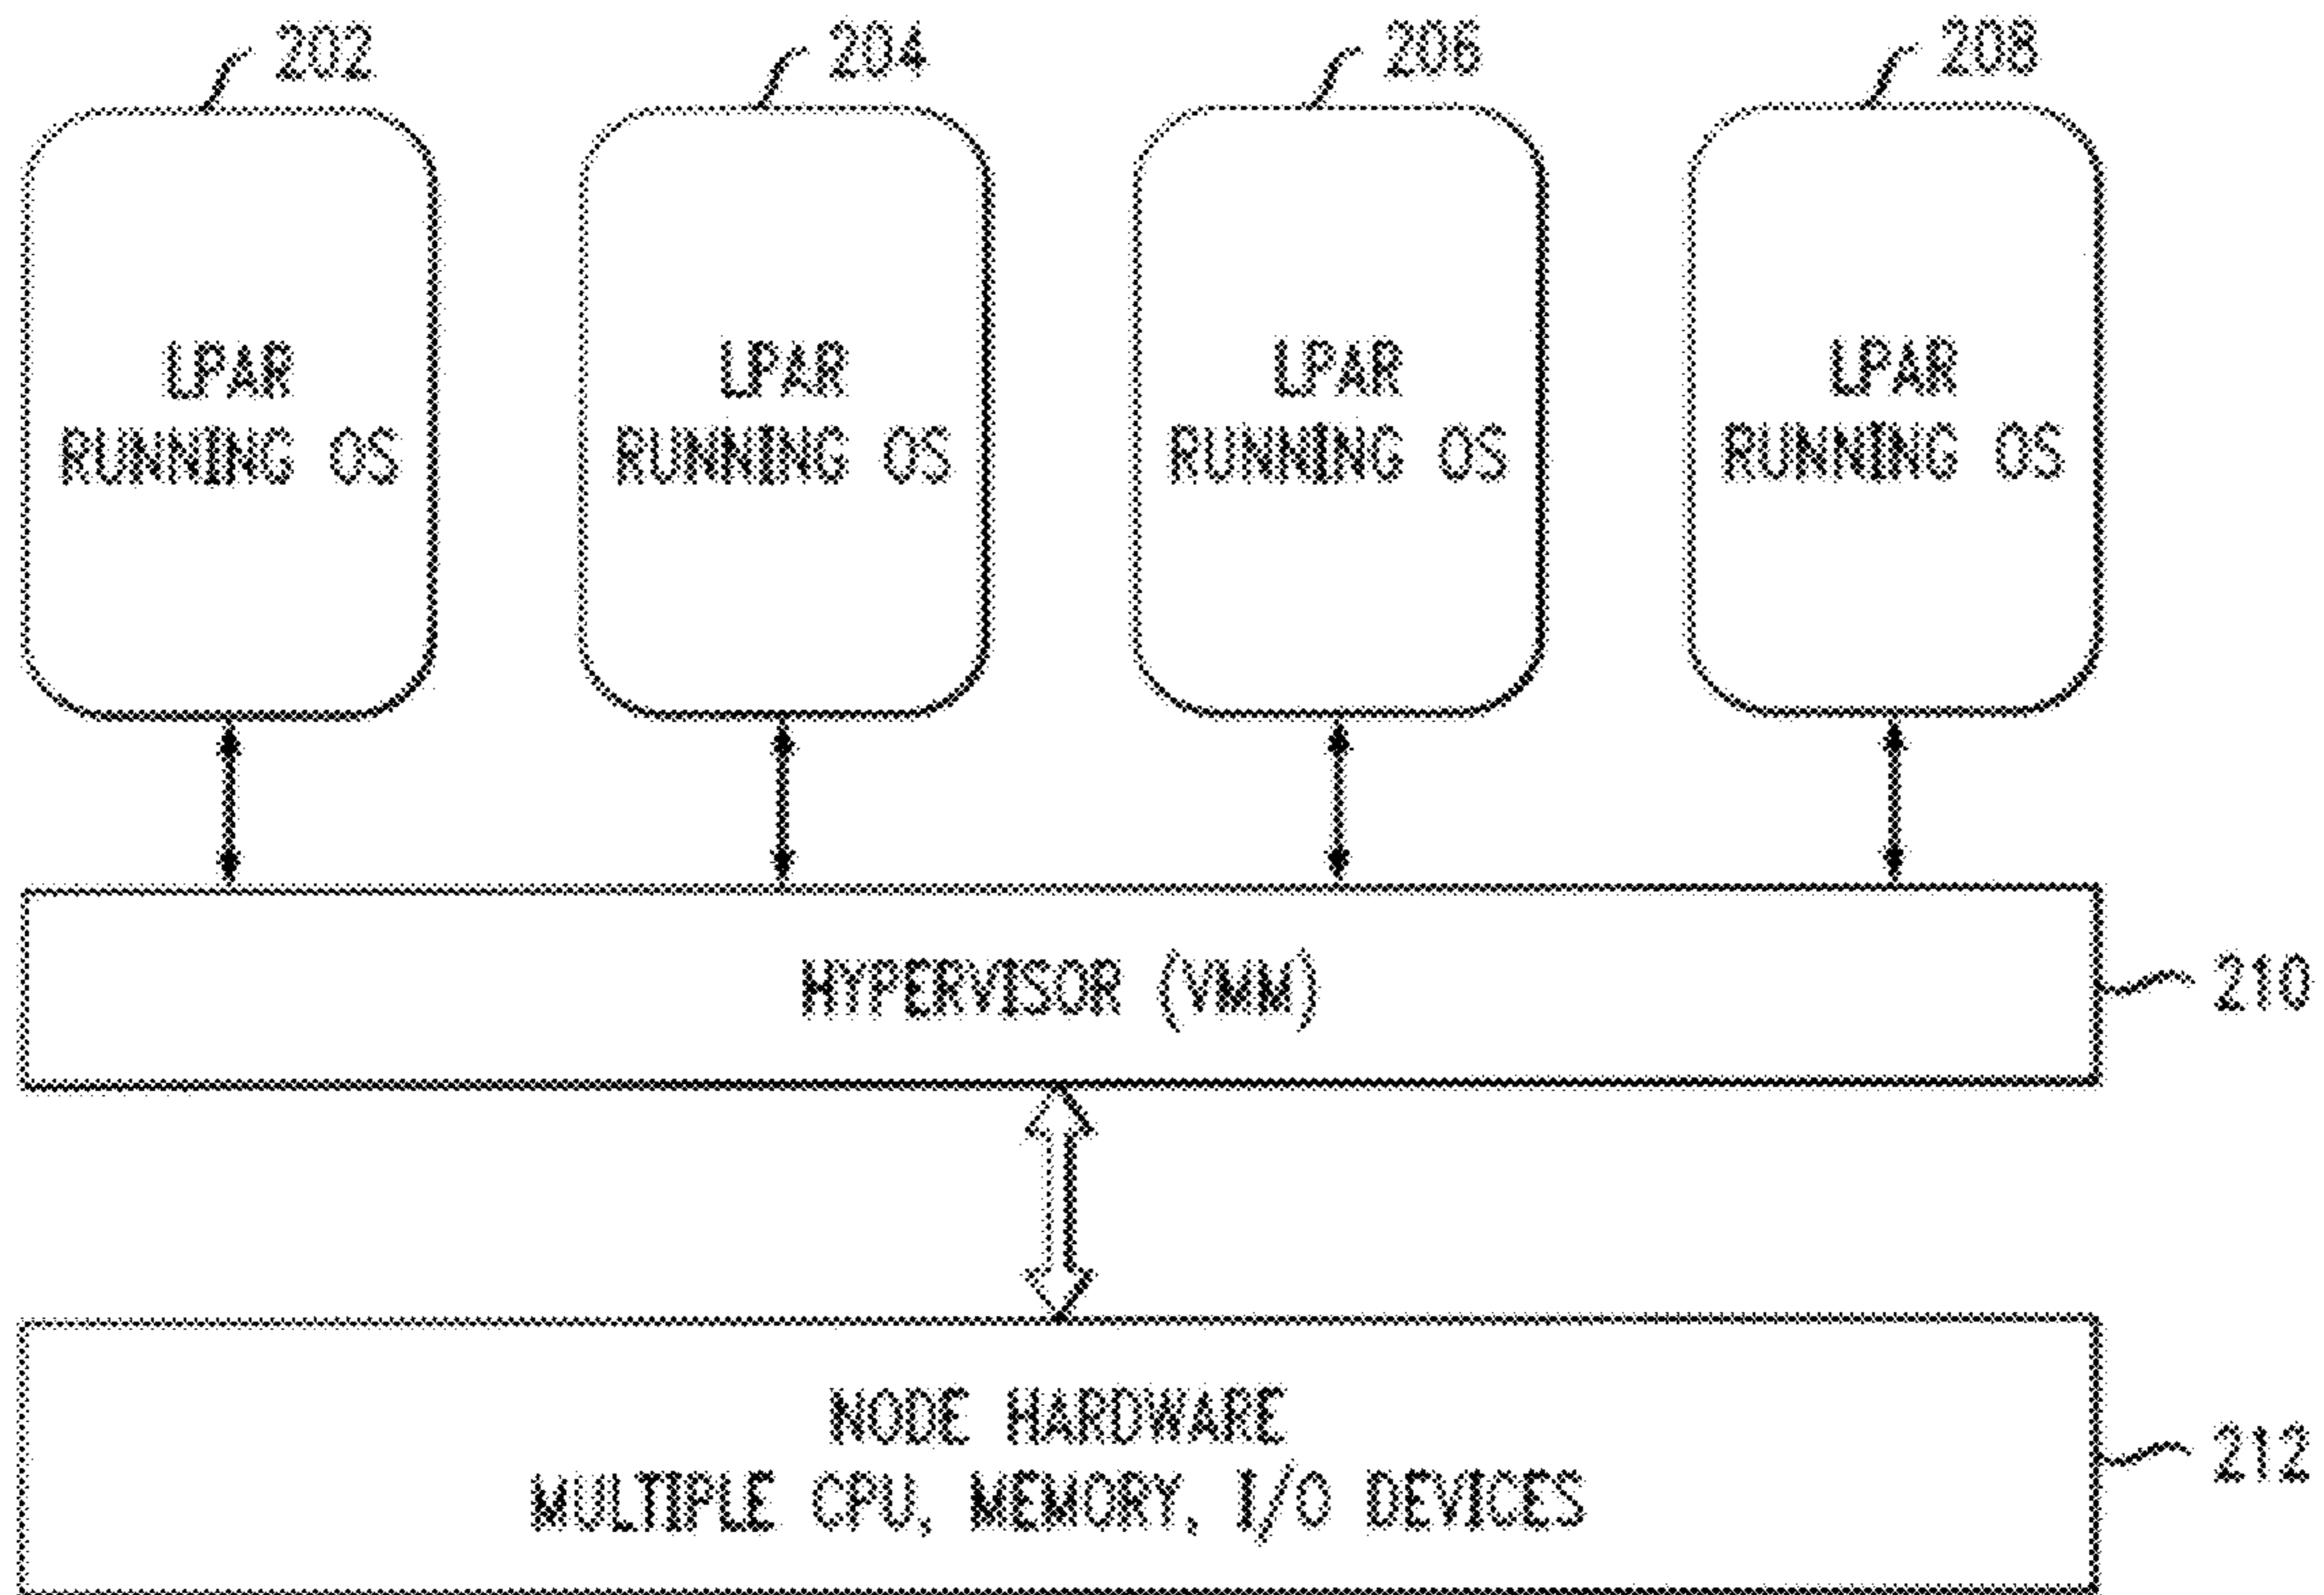 202
204
206
208
LPAR
RUNNING OS
LPAR
RUNNING OS
LPAR
RUNNING OS
LPAR
RUNNING OS
HYPERVISOR (VMM)
210
NODE HARDWARE
MULTIPLE CPU, MEMORY, I/O DEVICES
212